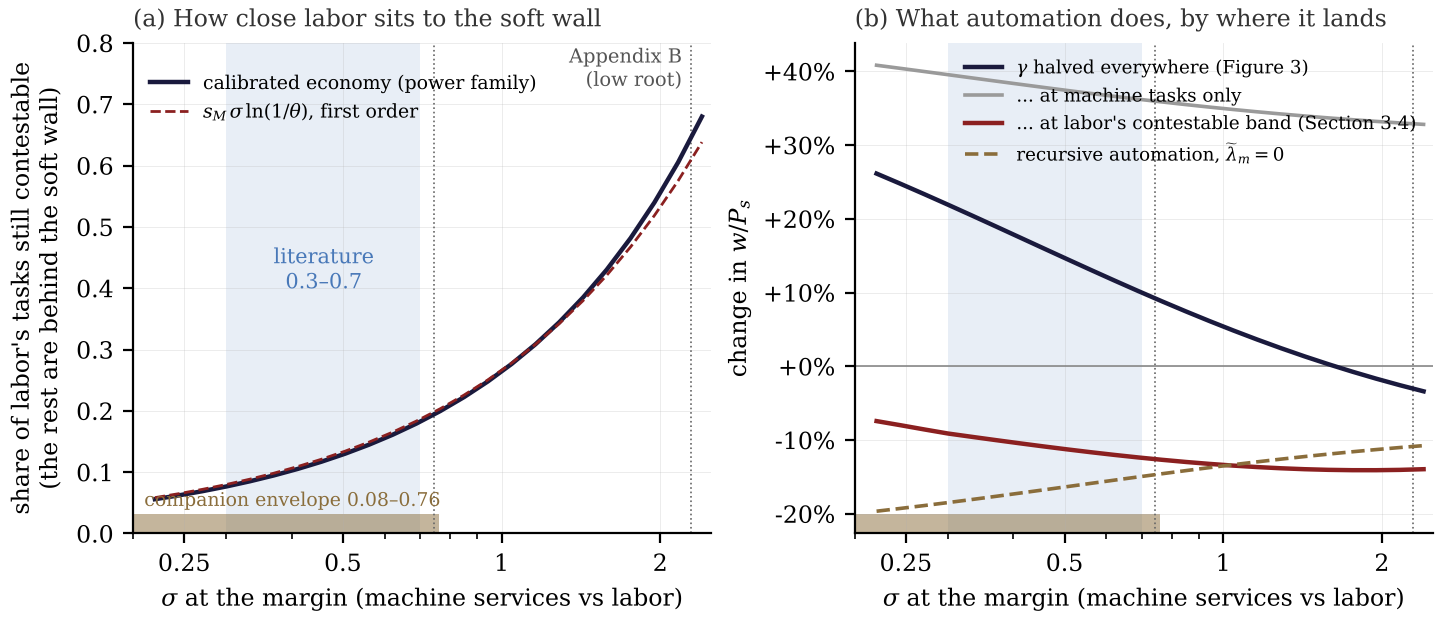 (a) How close labor sits to the soft wall
share of labor's tasks still contestable
(the rest are behind the soft wall)
0.8
0.7
0.6
0.5
0.4
0.3
0.2
0.1
0.0
calibrated economy (power family)
s_M σ ln(1/θ), first order
Appendix B
(low root)
literature
0.3–0.7
companion envelope 0.08–0.76
0.25
0.5
1
2
σ at the margin (machine services vs labor)
(b) What automation does, by where it lands
change in w/P_s
+40%
+30%
+20%
+10%
+0%
-10%
-20%
γ halved everywhere (Figure 3)
... at machine tasks only
... at labor's contestable band (Section 3.4)
recursive automation, λ̃_m = 0
0.25
0.5
1
2
σ at the margin (machine services vs labor)